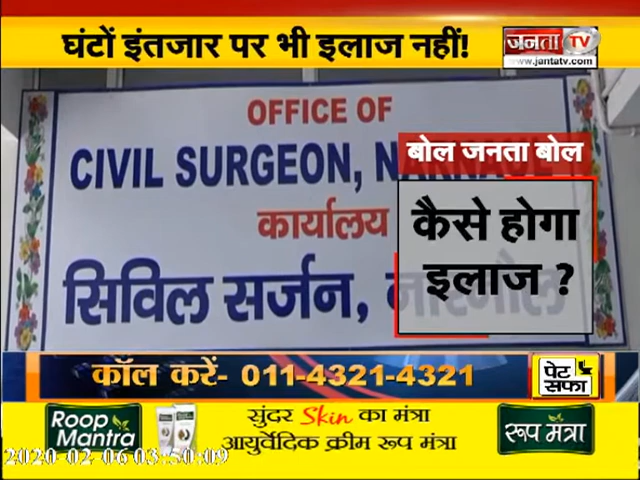 घंटों इंतजार पर भी इलाज नहीं!
जनता TV
www.jantatv.com
OFFICE OF
CIVIL SURGEON,
बोल जनता बोल
कार्यालय
कैसे होगा
इलाज ?
सिविल सर्जन, नारनौल
कॉल करें- 011-4321-4321
पेट
सफा
Roop
Mantra
सुंदर Skin का मंत्रा
आयुर्वेदिक क्रीम रूप मंत्रा
रूप मंत्रा
2020-02-06 03:50:09